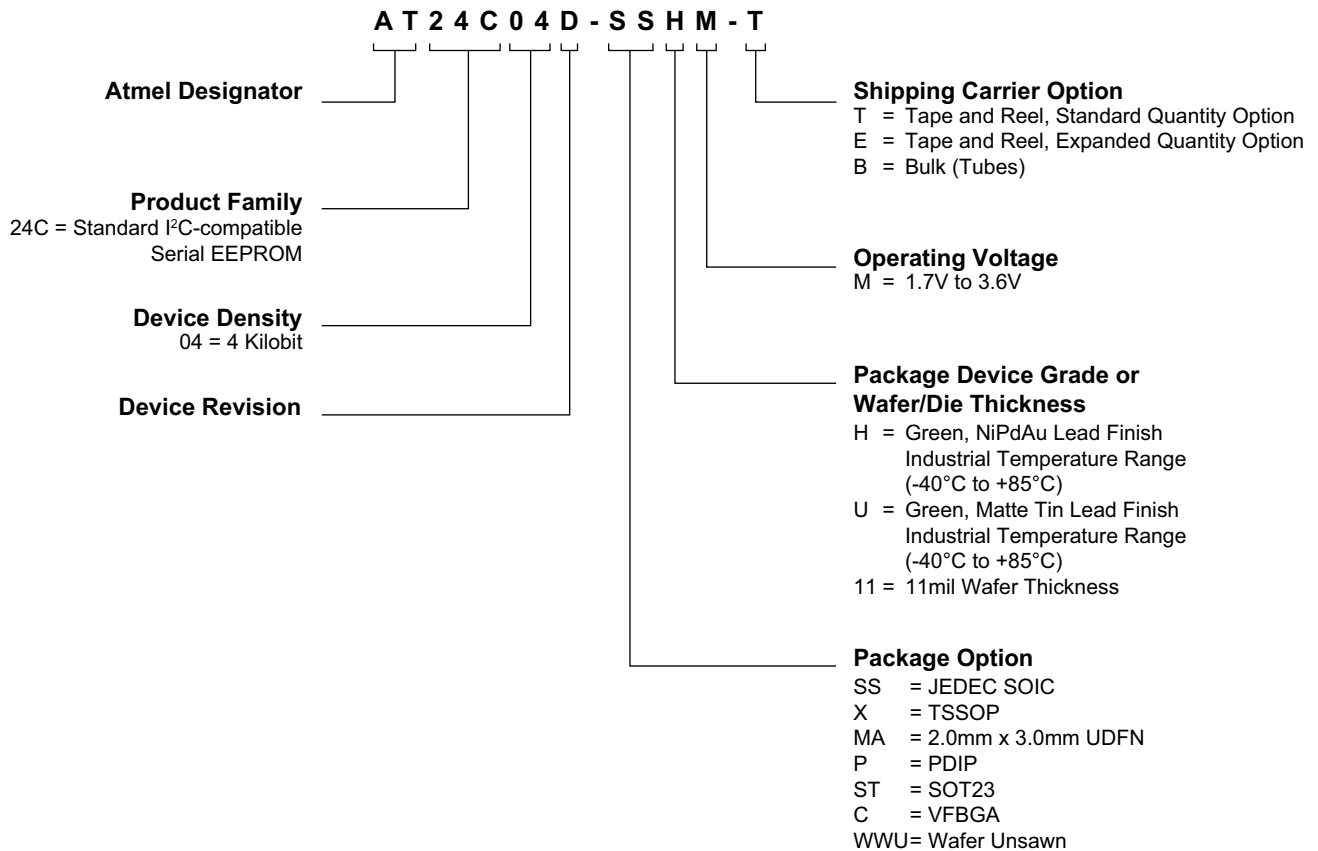 AT24C04D-SSHM-T
Atmel Designator
Product Family
24C = Standard I²C-compatible
Serial EEPROM
Device Density
04 = 4 Kilobit
Device Revision
Shipping Carrier Option
T = Tape and Reel, Standard Quantity Option
E = Tape and Reel, Expanded Quantity Option
B = Bulk (Tubes)
Operating Voltage
M = 1.7V to 3.6V
Package Device Grade or
Wafer/Die Thickness
H = Green, NiPdAu Lead Finish
Industrial Temperature Range
(-40°C to +85°C)
U = Green, Matte Tin Lead Finish
Industrial Temperature Range
(-40°C to +85°C)
11 = 11mil Wafer Thickness
Package Option
SS = JEDEC SOIC
X = TSSOP
MA = 2.0mm x 3.0mm UDFN
P = PDIP
ST = SOT23
C = VFBGA
WWU= Wafer Unsawn